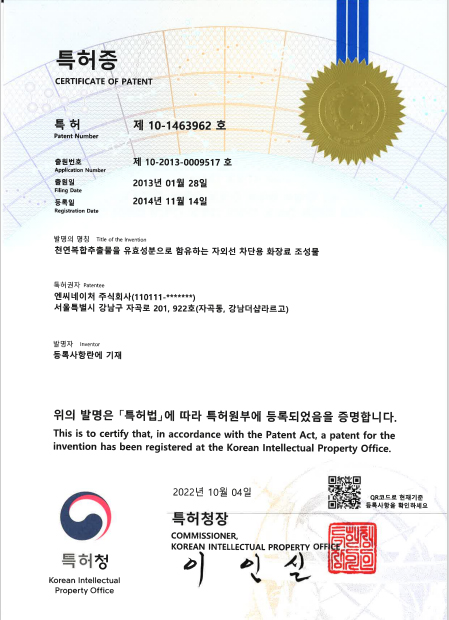 특허증
CERTIFICATE OF PATENT
특 허
Patent Number
제 10-1463962 호
출원번호
Application Number
제 10-2013-0009517 호
출원일
Filing Date
2013년 01월 28일
등록일
Registration Date
2014년 11월 14일
발명의 명칭 Title of the Invention
천연복합추출물을 유효성분으로 함유하는 자외선 차단용 화장료 조성물
특허권자 Patentee
엔씨네이처 주식회사(110111-*******)
서울특별시 강남구 자곡로 201, 922호(자곡동, 강남더샵라르고)
발명자 Inventor
등록사항란에 기재
위의 발명은 「특허법」에 따라 특허원부에 등록되었음을 증명합니다.
This is to certify that, in accordance with the Patent Act, a patent for the
invention has been registered at the Korean Intellectual Property Office.
2022년 10월 04일
QR코드로 현재기준
등록사항을 확인하세요
특허청장
COMMISSIONER,
KOREAN INTELLECTUAL PROPERTY OFFICE
이 인 실
특허청
Korean Intellectual
Property Office